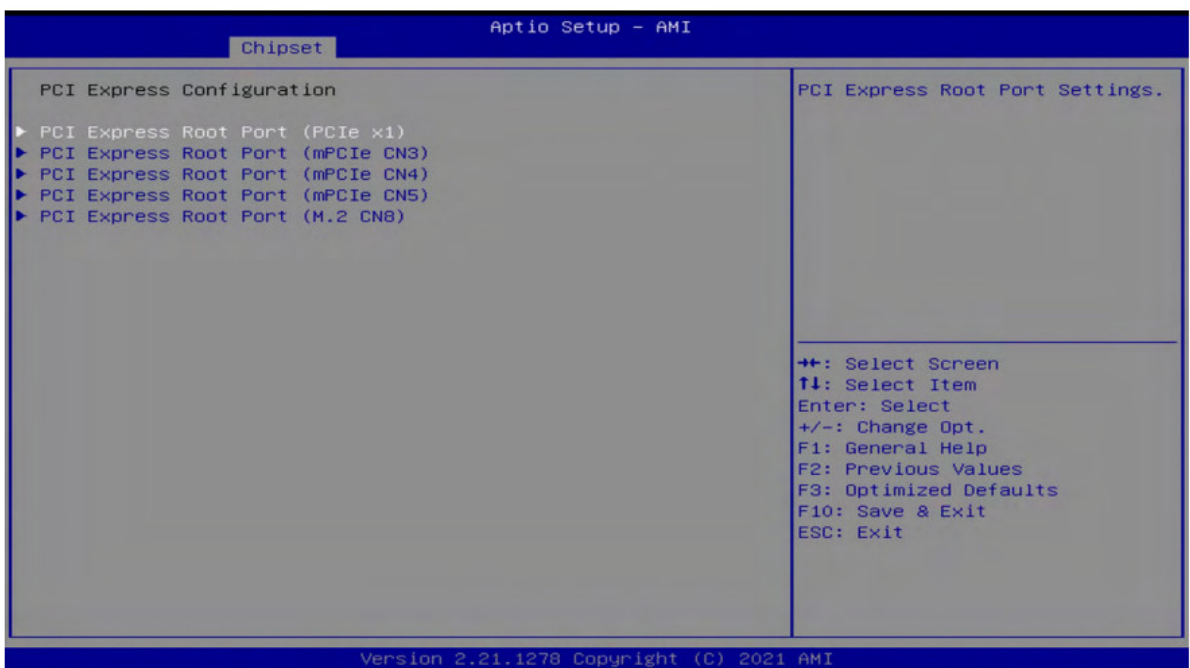 Aptio Setup – AMI
Chipset
PCI Express Configuration
▶ PCI Express Root Port (PCIe x1)
▶ PCI Express Root Port (mPCIe CN3)
▶ PCI Express Root Port (mPCIe CN4)
▶ PCI Express Root Port (mPCIe CN5)
▶ PCI Express Root Port (M.2 CN8)
PCI Express Root Port Settings.
→←: Select Screen
↑↓: Select Item
Enter: Select
+/-: Change Opt.
F1: General Help
F2: Previous Values
F3: Optimized Defaults
F10: Save & Exit
ESC: Exit
Version 2.21.1278 Copyright (C) 2021 AMI